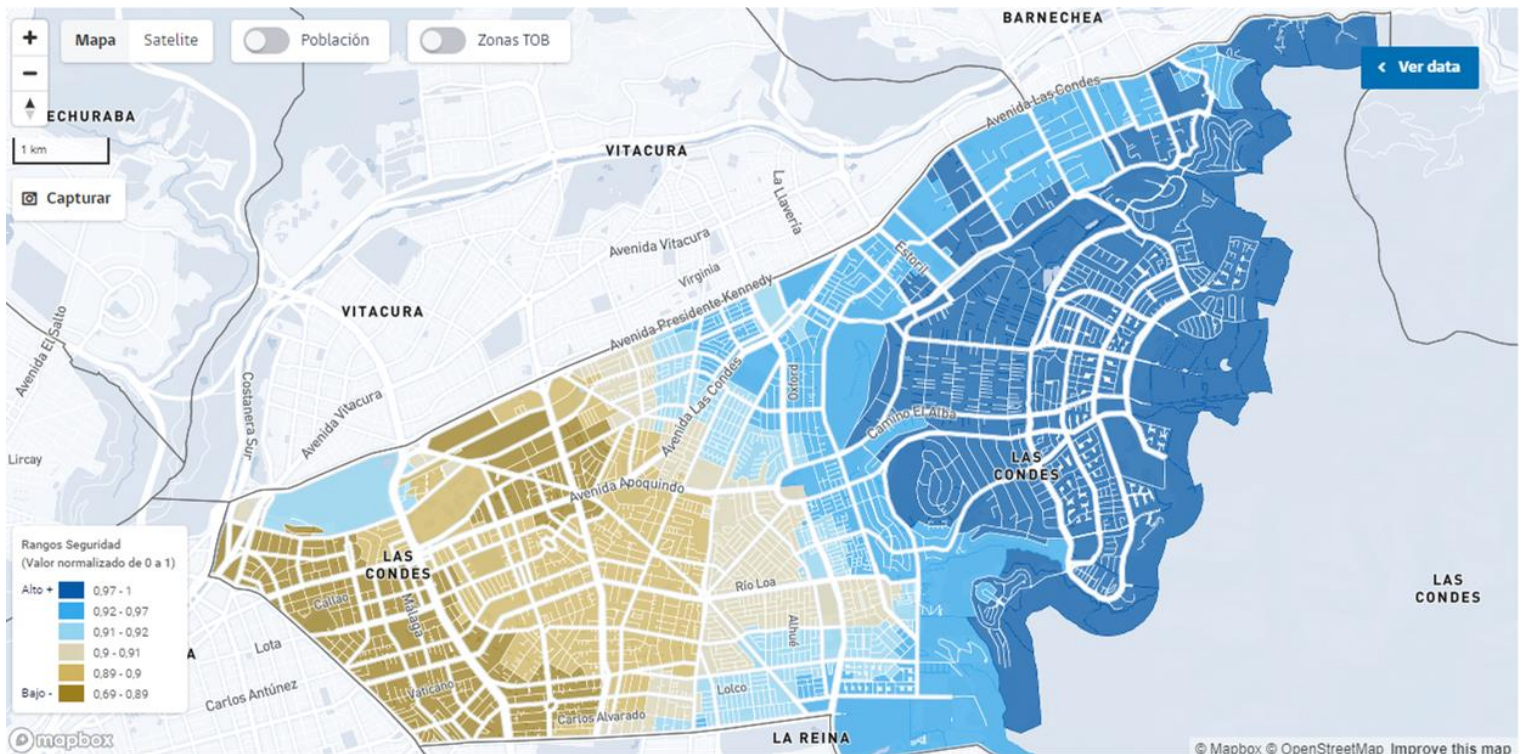 BARNECHEA
+
Mapa
Satelite
Población
Zonas TOB
−
Ver data
Avenida Las Condes
ECHURABA
1 km
VITACURA
La Llavería
Capturar
Avenida Vitacura
Estoril
Virginia
VITACURA
Avenida Presidente Kennedy
Avenida El Salto
Costanera Sur
Avenida Vitacura
Avenida Las Condes
Oxford
Camino El Alba
Lircay
LAS
CONDES
Avenida Apoquindo
Rangos Seguridad
(Valor normalizado de 0 a 1)
Alto + 0,97 - 1
0,92 - 0,97
0,91 - 0,92
0,9 - 0,91
0,89 - 0,9
Bajo - 0,69 - 0,89
LAS
CONDES
Río Loa
LAS
CONDES
Callao
Málaga
Alhué
Lota
A
Vaticano
Lolco
Carlos Antúnez
Carlos Alvarado
LA REINA
mapbox
© Mapbox © OpenStreetMap Improve this map